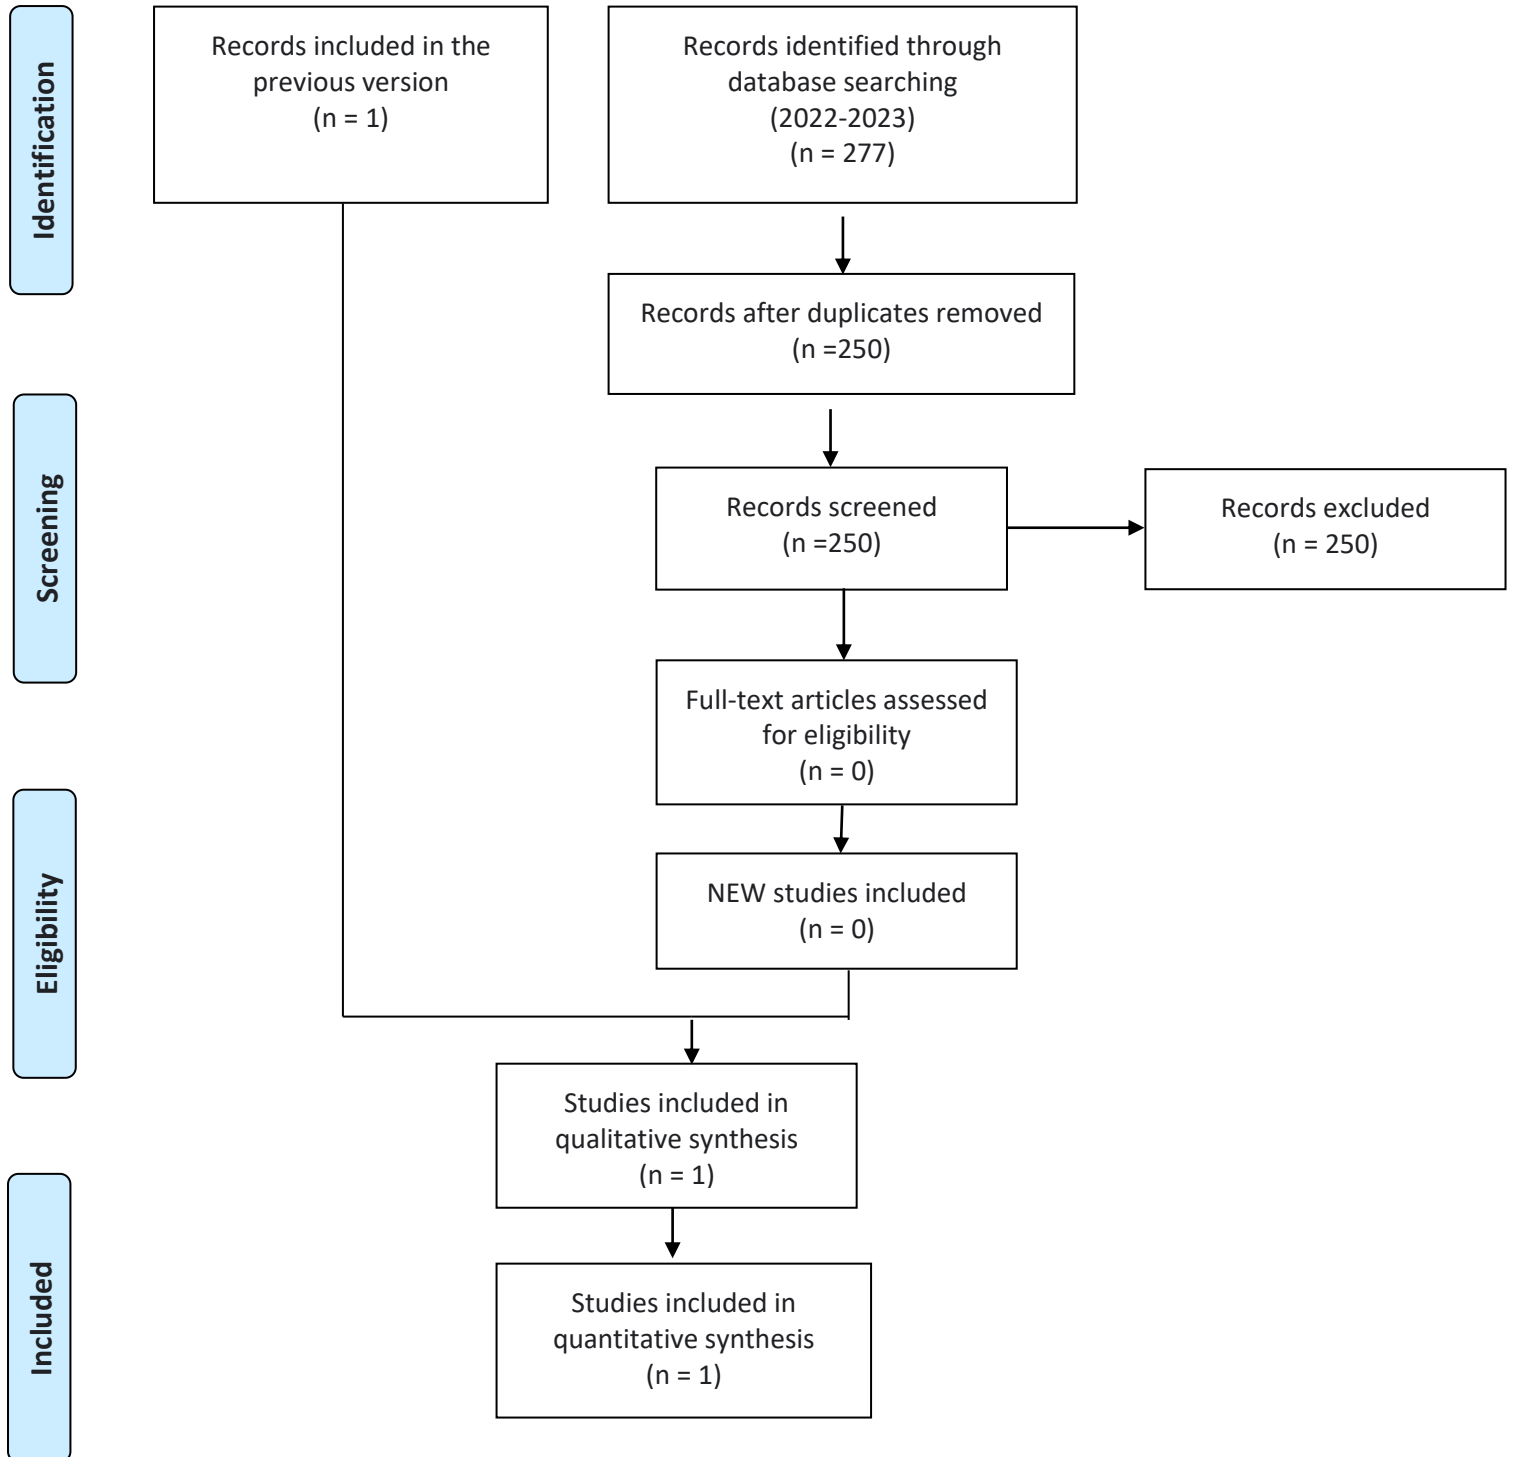 Identification
Records included in the
previous version
(n = 1)
Records identified through
database searching
(2022-2023)
(n = 277)
Records after duplicates removed
(n =250)
Screening
Records screened
(n =250)
Records excluded
(n = 250)
Full-text articles assessed
for eligibility
(n = 0)
Eligibility
NEW studies included
(n = 0)
Studies included in
qualitative synthesis
(n = 1)
Included
Studies included in
quantitative synthesis
(n = 1)